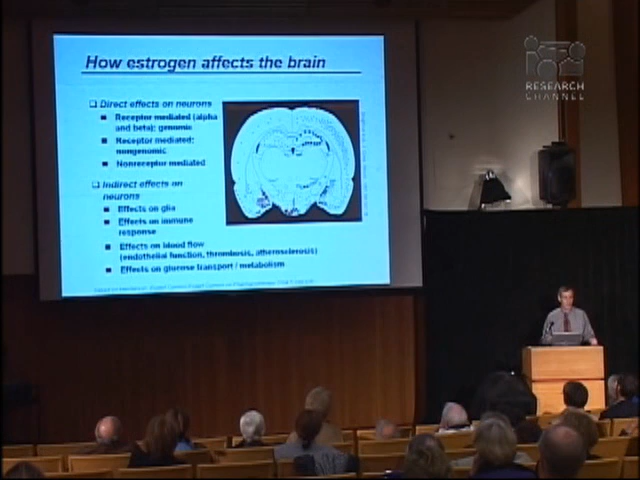 How estrogen affects the brain
RESEARCH
CHANNEL
❑ Direct effects on neurons
■ Receptor mediated (alpha
and beta); genomic
■ Receptor mediated;
nongenomic
■ Nonreceptor mediated
❑ Indirect effects on
neurons
■ Effects on glia
■ Effects on immune
response
■ Effects on blood flow
(endothelial function, thrombosis, atherosclerosis)
■ Effects on glucose transport / metabolism